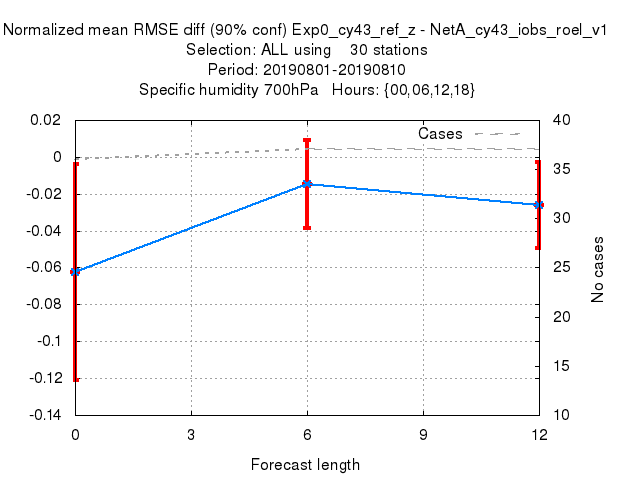 Normalized mean RMSE diff (90% conf) Exp0_cy43_ref_z - NetA_cy43_iobs_roel_v1
Selection: ALL using    30 stations
Period: 20190801-20190810
Specific humidity 700hPa   Hours: {00,06,12,18}
Cases
0.02
0
-0.02
-0.04
-0.06
-0.08
-0.1
-0.12
-0.14
40
35
30
25
20
15
10
No cases
0 3 6 9 12
Forecast length